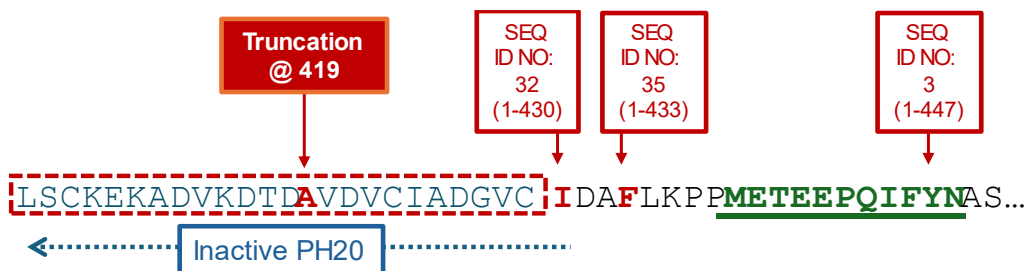 Truncation
@ 419
SEQ
ID NO:
32
(1-430)
SEQ
ID NO:
35
(1-433)
SEQ
ID NO:
3
(1-447)
LSCKEKADVKDTDAVDVCIADGVCIDAFLKPPMETEEPQIFYNAS…
Inactive PH20